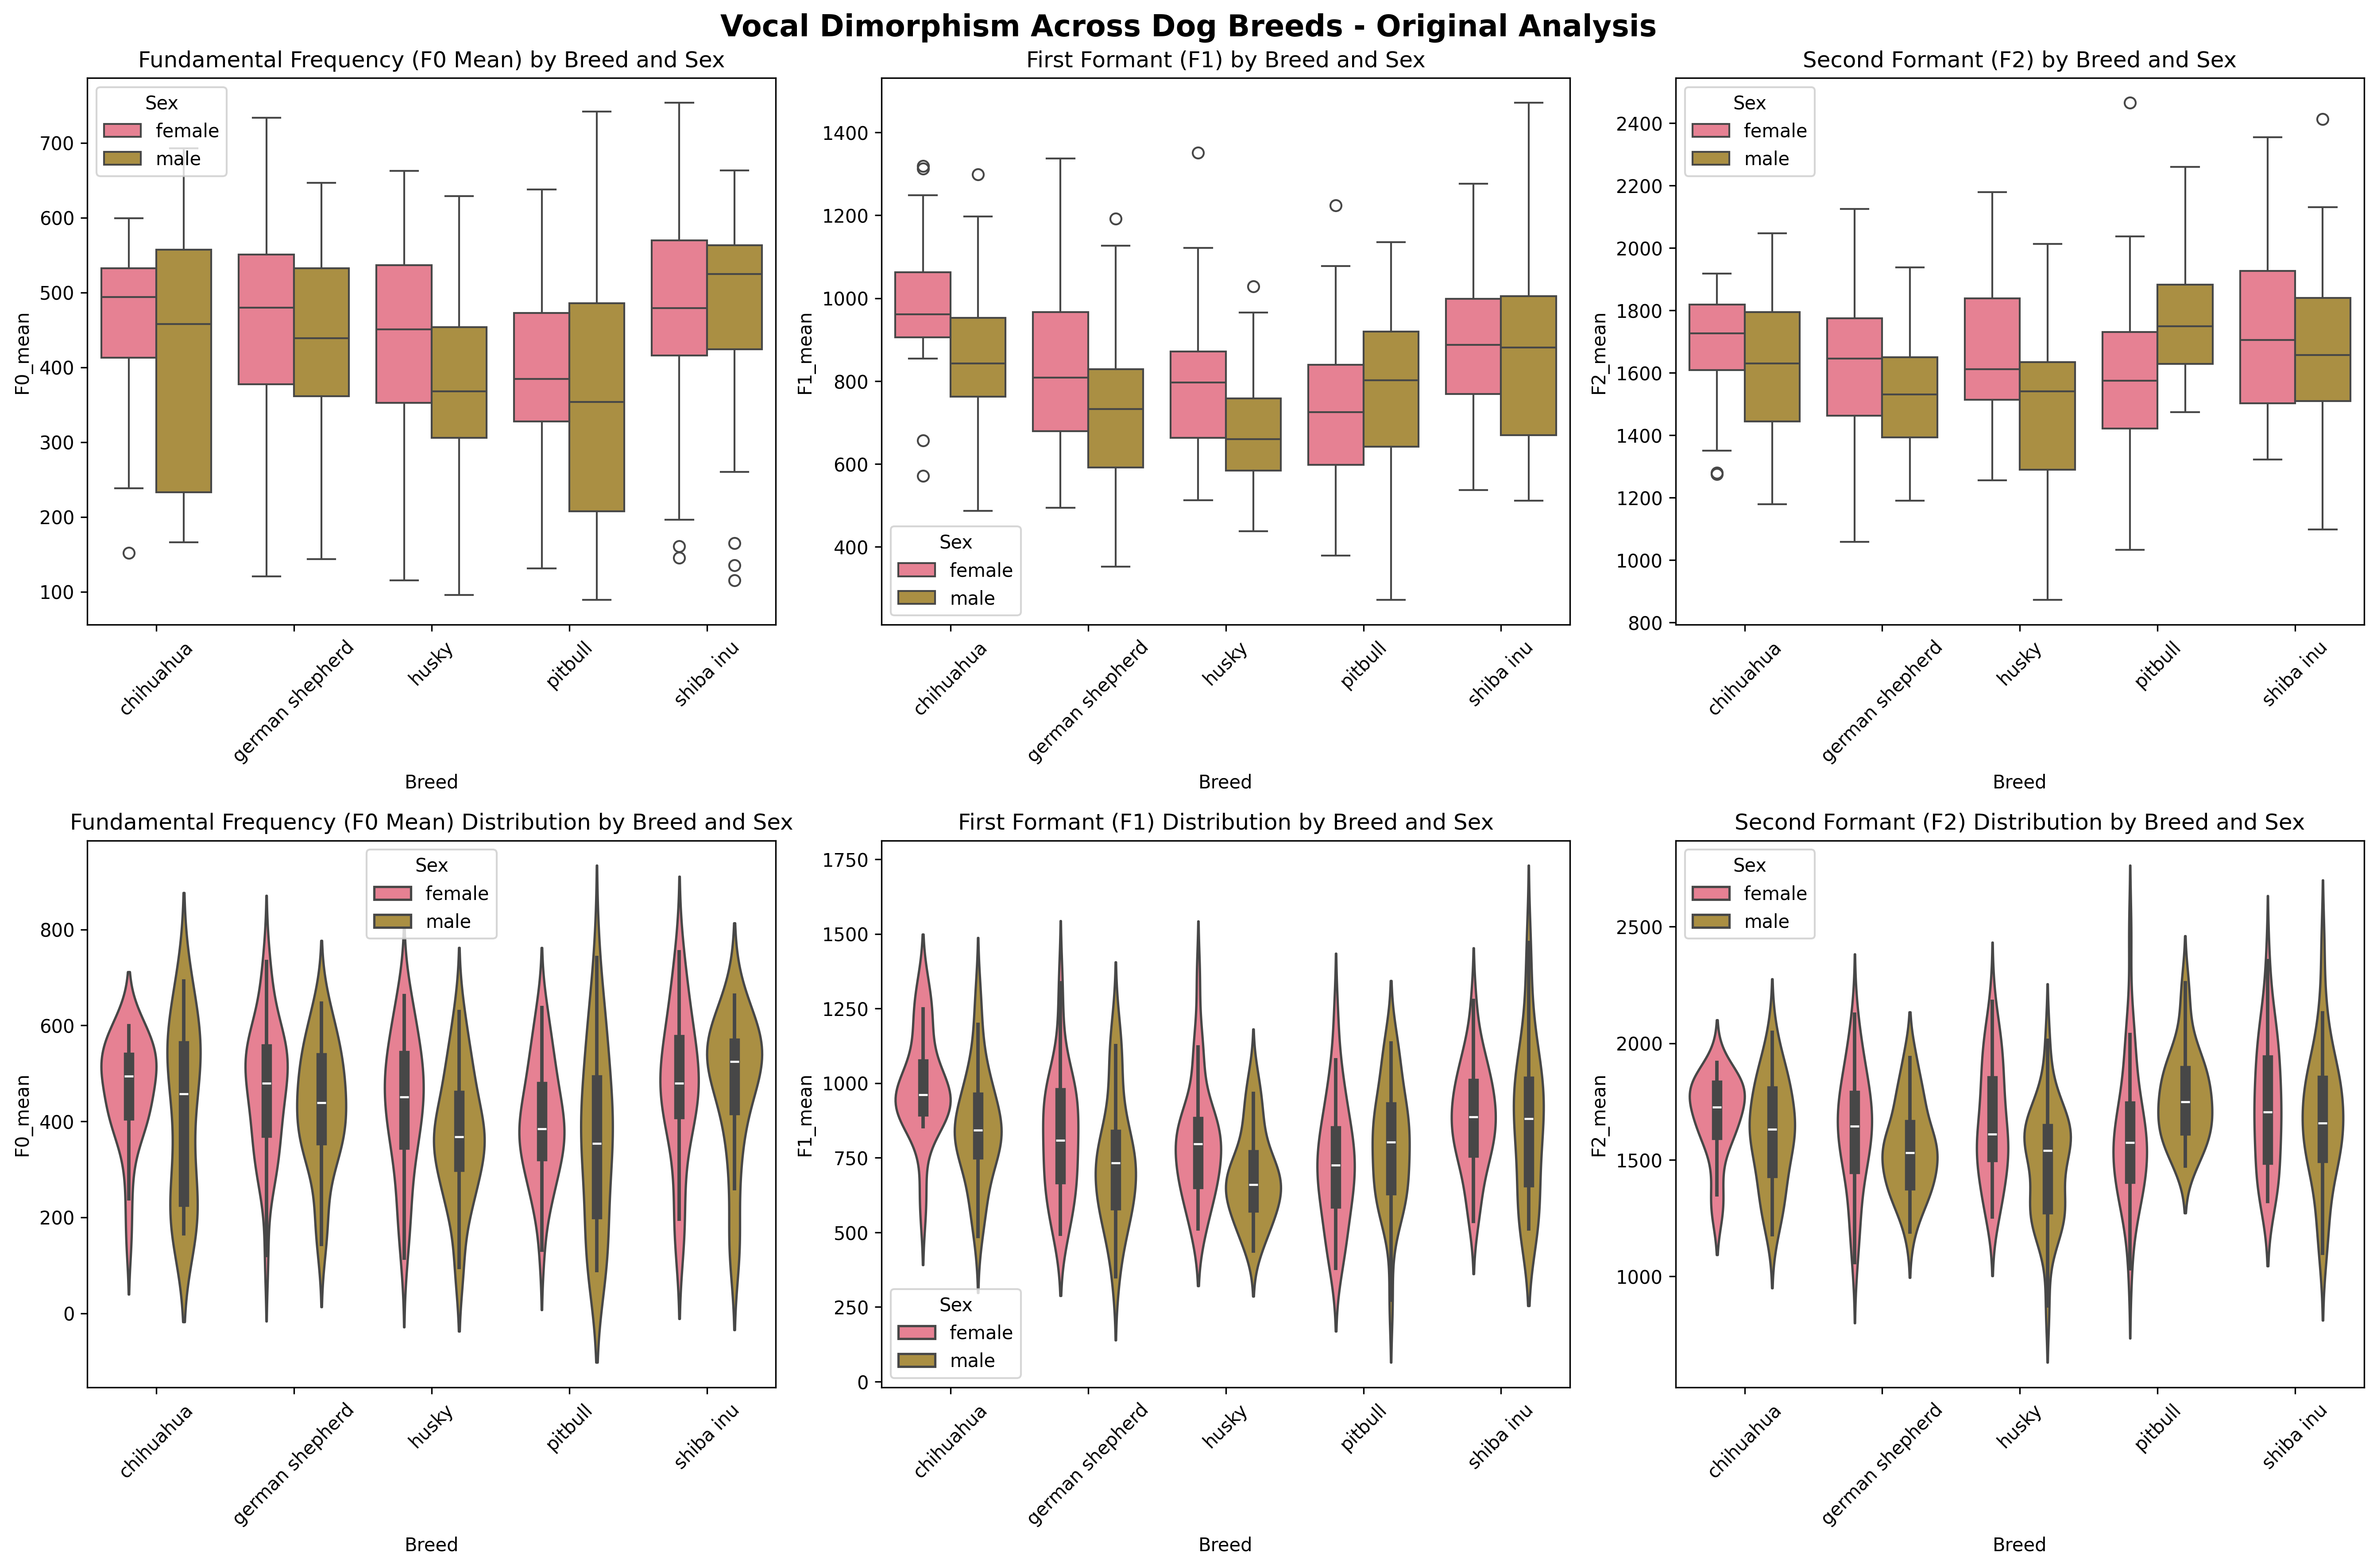 Vocal Dimorphism Across Dog Breeds - Original Analysis
Fundamental Frequency (F0 Mean) by Breed and Sex
Sex
female
male
F0_mean
700
600
500
400
300
200
100
chihuahua
german shepherd
husky
pitbull
shiba inu
Breed
First Formant (F1) by Breed and Sex
F1_mean
1400
1200
1000
800
600
400
Sex
female
male
chihuahua
german shepherd
husky
pitbull
shiba inu
Breed
Second Formant (F2) by Breed and Sex
Sex
female
male
F2_mean
2400
2200
2000
1800
1600
1400
1200
1000
800
chihuahua
german shepherd
husky
pitbull
shiba inu
Breed
Fundamental Frequency (F0 Mean) Distribution by Breed and Sex
Sex
female
male
F0_mean
800
600
400
200
0
chihuahua
german shepherd
husky
pitbull
shiba inu
Breed
First Formant (F1) Distribution by Breed and Sex
F1_mean
1750
1500
1250
1000
750
500
250
0
Sex
female
male
chihuahua
german shepherd
husky
pitbull
shiba inu
Breed
Second Formant (F2) Distribution by Breed and Sex
Sex
female
male
F2_mean
2500
2000
1500
1000
chihuahua
german shepherd
husky
pitbull
shiba inu
Breed